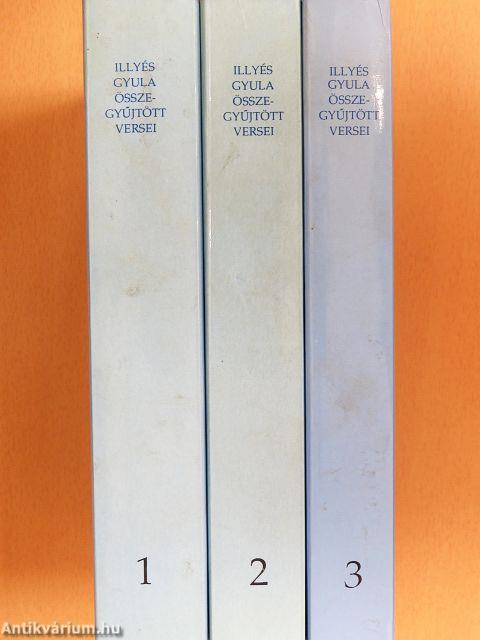 ILLYÉS
GYULA
ÖSSZE-
GYŰJTÖTT
VERSEI
1
ILLYÉS
GYULA
ÖSSZE-
GYŰJTÖTT
VERSEI
2
ILLYÉS
GYULA
ÖSSZE-
GYŰJTÖTT
VERSEI
3
Antikvárium.hu